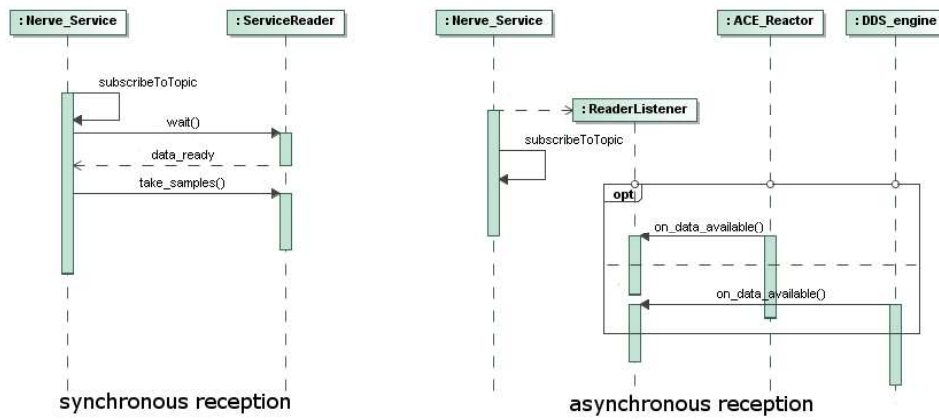 : Nerve_Service
: ServiceReader
subscribeToTopic
wait()
data_ready
take_samples()
synchronous reception
: Nerve_Service
: ACE_Reactor
: DDS_engine
: ReaderListener
subscribeToTopic
opt
on_data_available()
on_data_available()
asynchronous reception